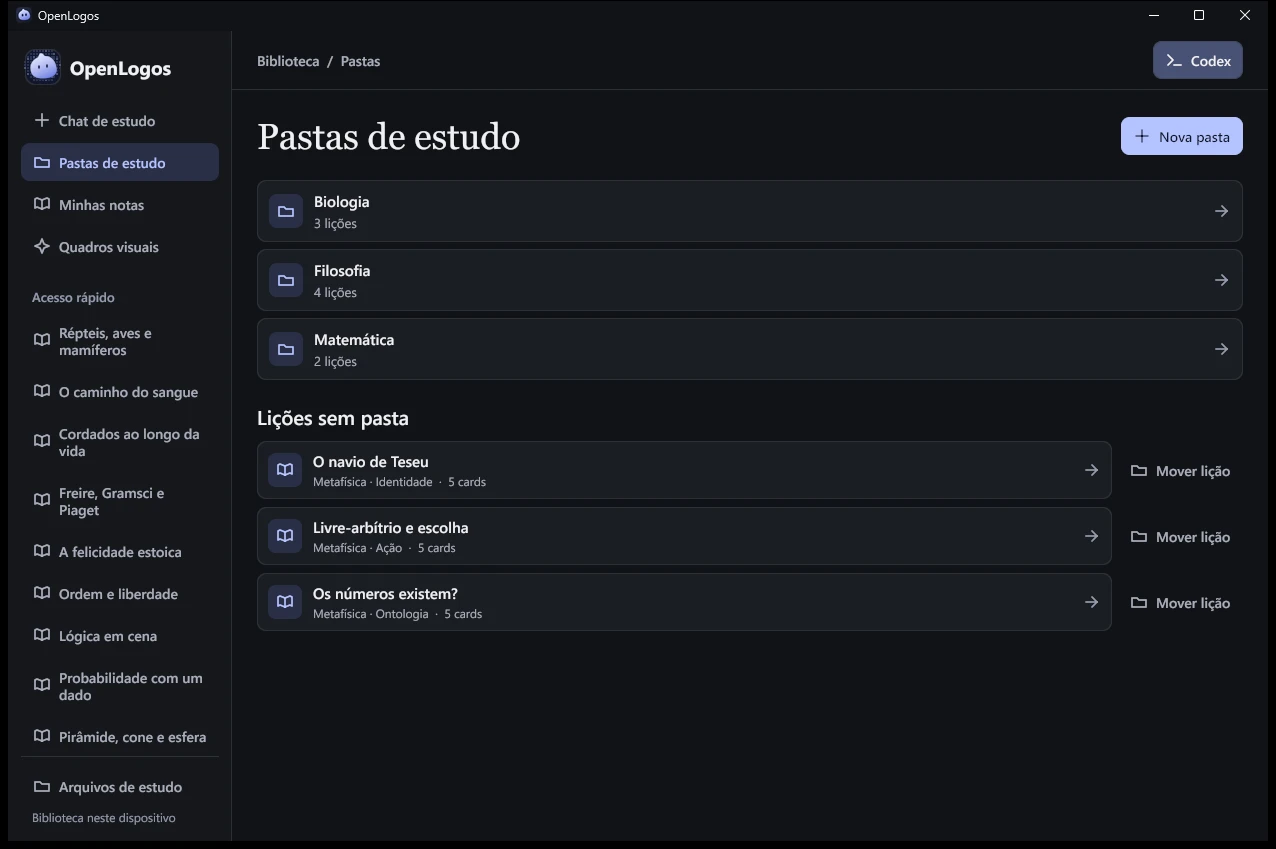 OpenLogos
OpenLogos
Chat de estudo
Pastas de estudo
Minhas notas
Quadros visuais
Acesso rápido
Répteis, aves e
mamíferos
O caminho do sangue
Cordados ao longo da
vida
Freire, Gramsci e
Piaget
A felicidade estoica
Ordem e liberdade
Lógica em cena
Probabilidade com um
dado
Pirâmide, cone e esfera
Arquivos de estudo
Biblioteca neste dispositivo
Biblioteca / Pastas
Codex
Pastas de estudo
Nova pasta
Biologia
3 lições
Filosofia
4 lições
Matemática
2 lições
Lições sem pasta
O navio de Teseu
Metafísica · Identidade · 5 cards
Mover lição
Livre-arbítrio e escolha
Metafísica · Ação · 5 cards
Mover lição
Os números existem?
Metafísica · Ontologia · 5 cards
Mover lição